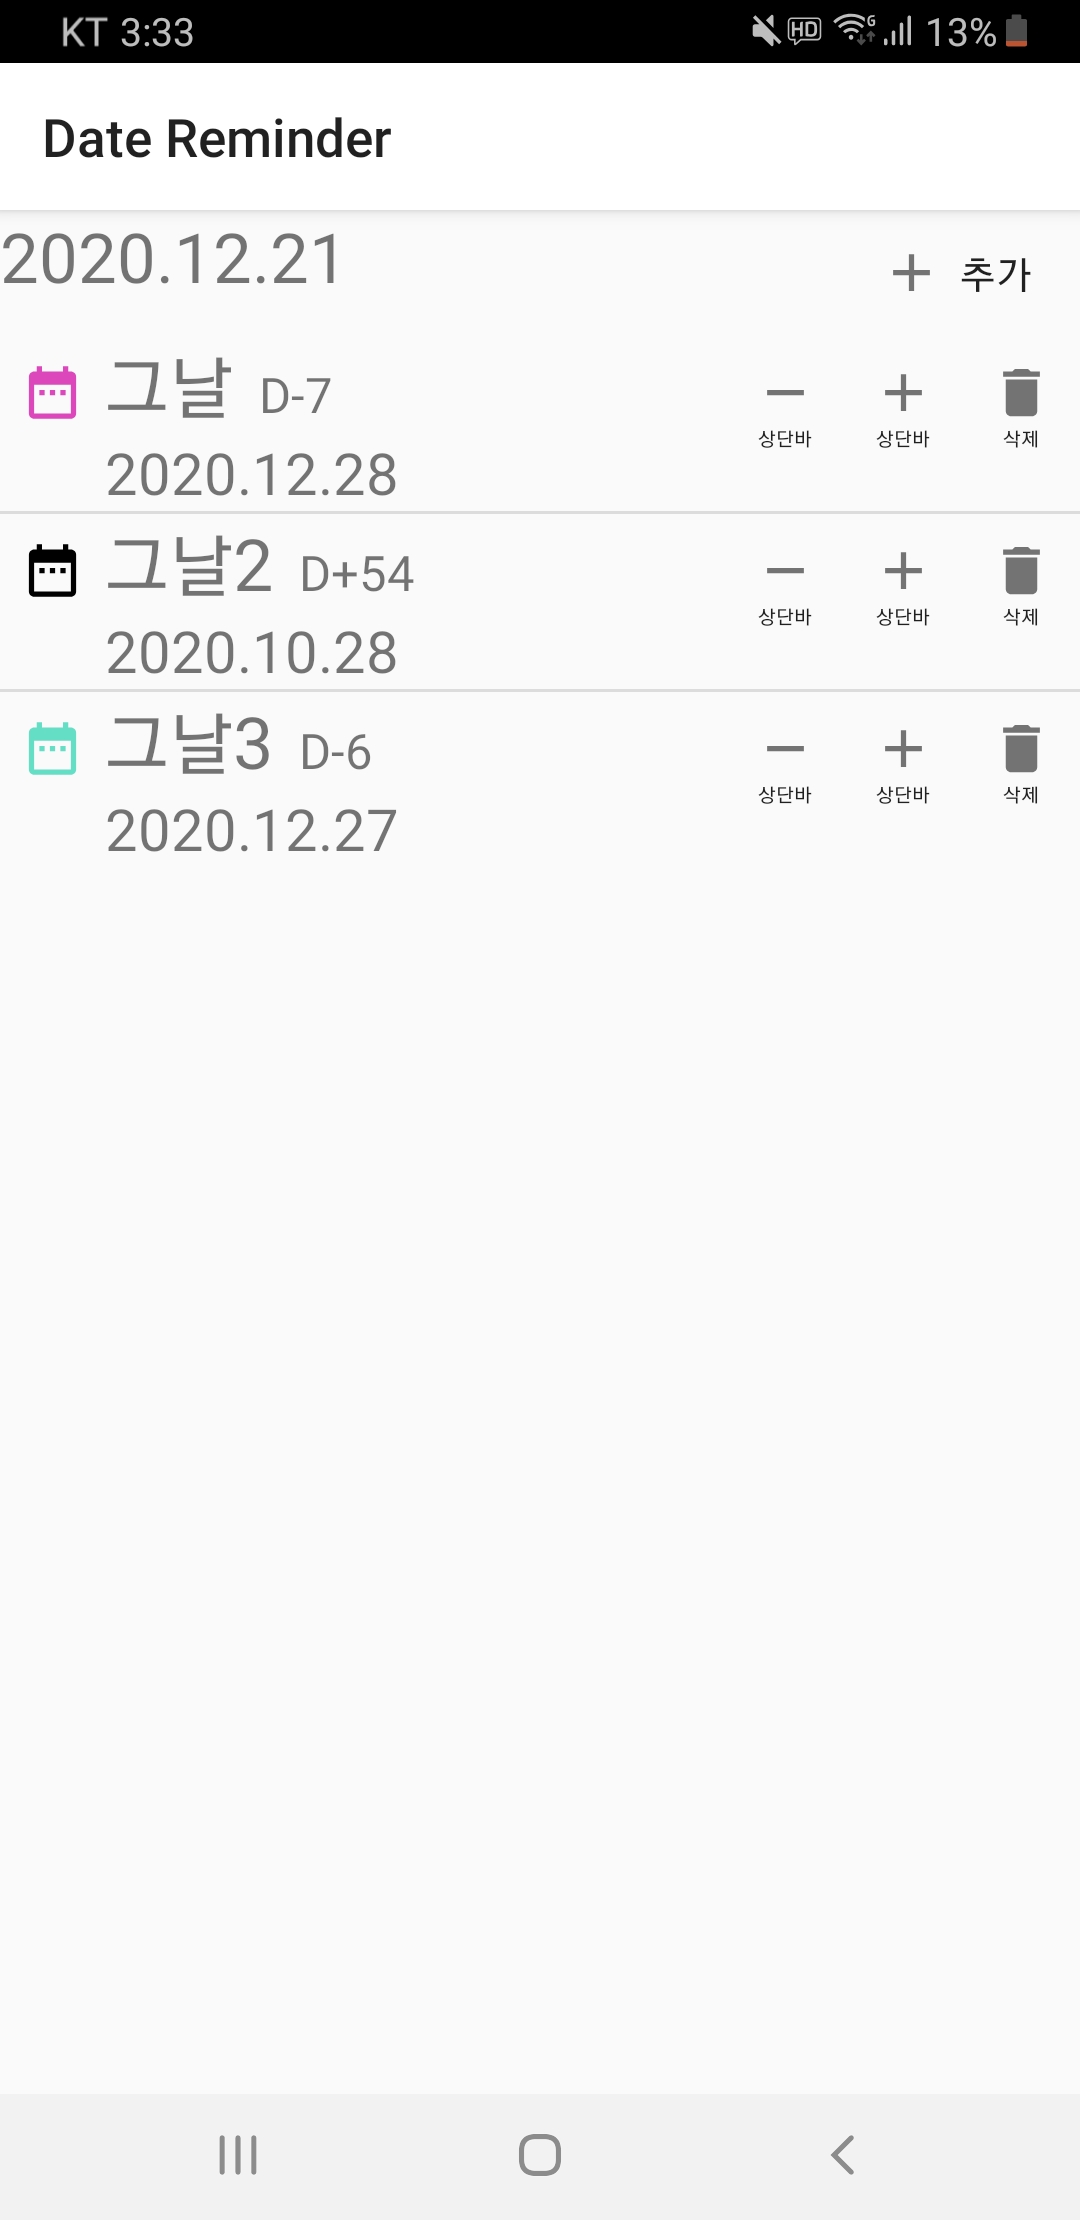 KT 3:33 HD 13%
Date Reminder
2020.12.21
추가
그날 D-7
상단바 상단바 삭제
2020.12.28
그날2 D+54
상단바 상단바 삭제
2020.10.28
그날3 D-6
상단바 상단바 삭제
2020.12.27